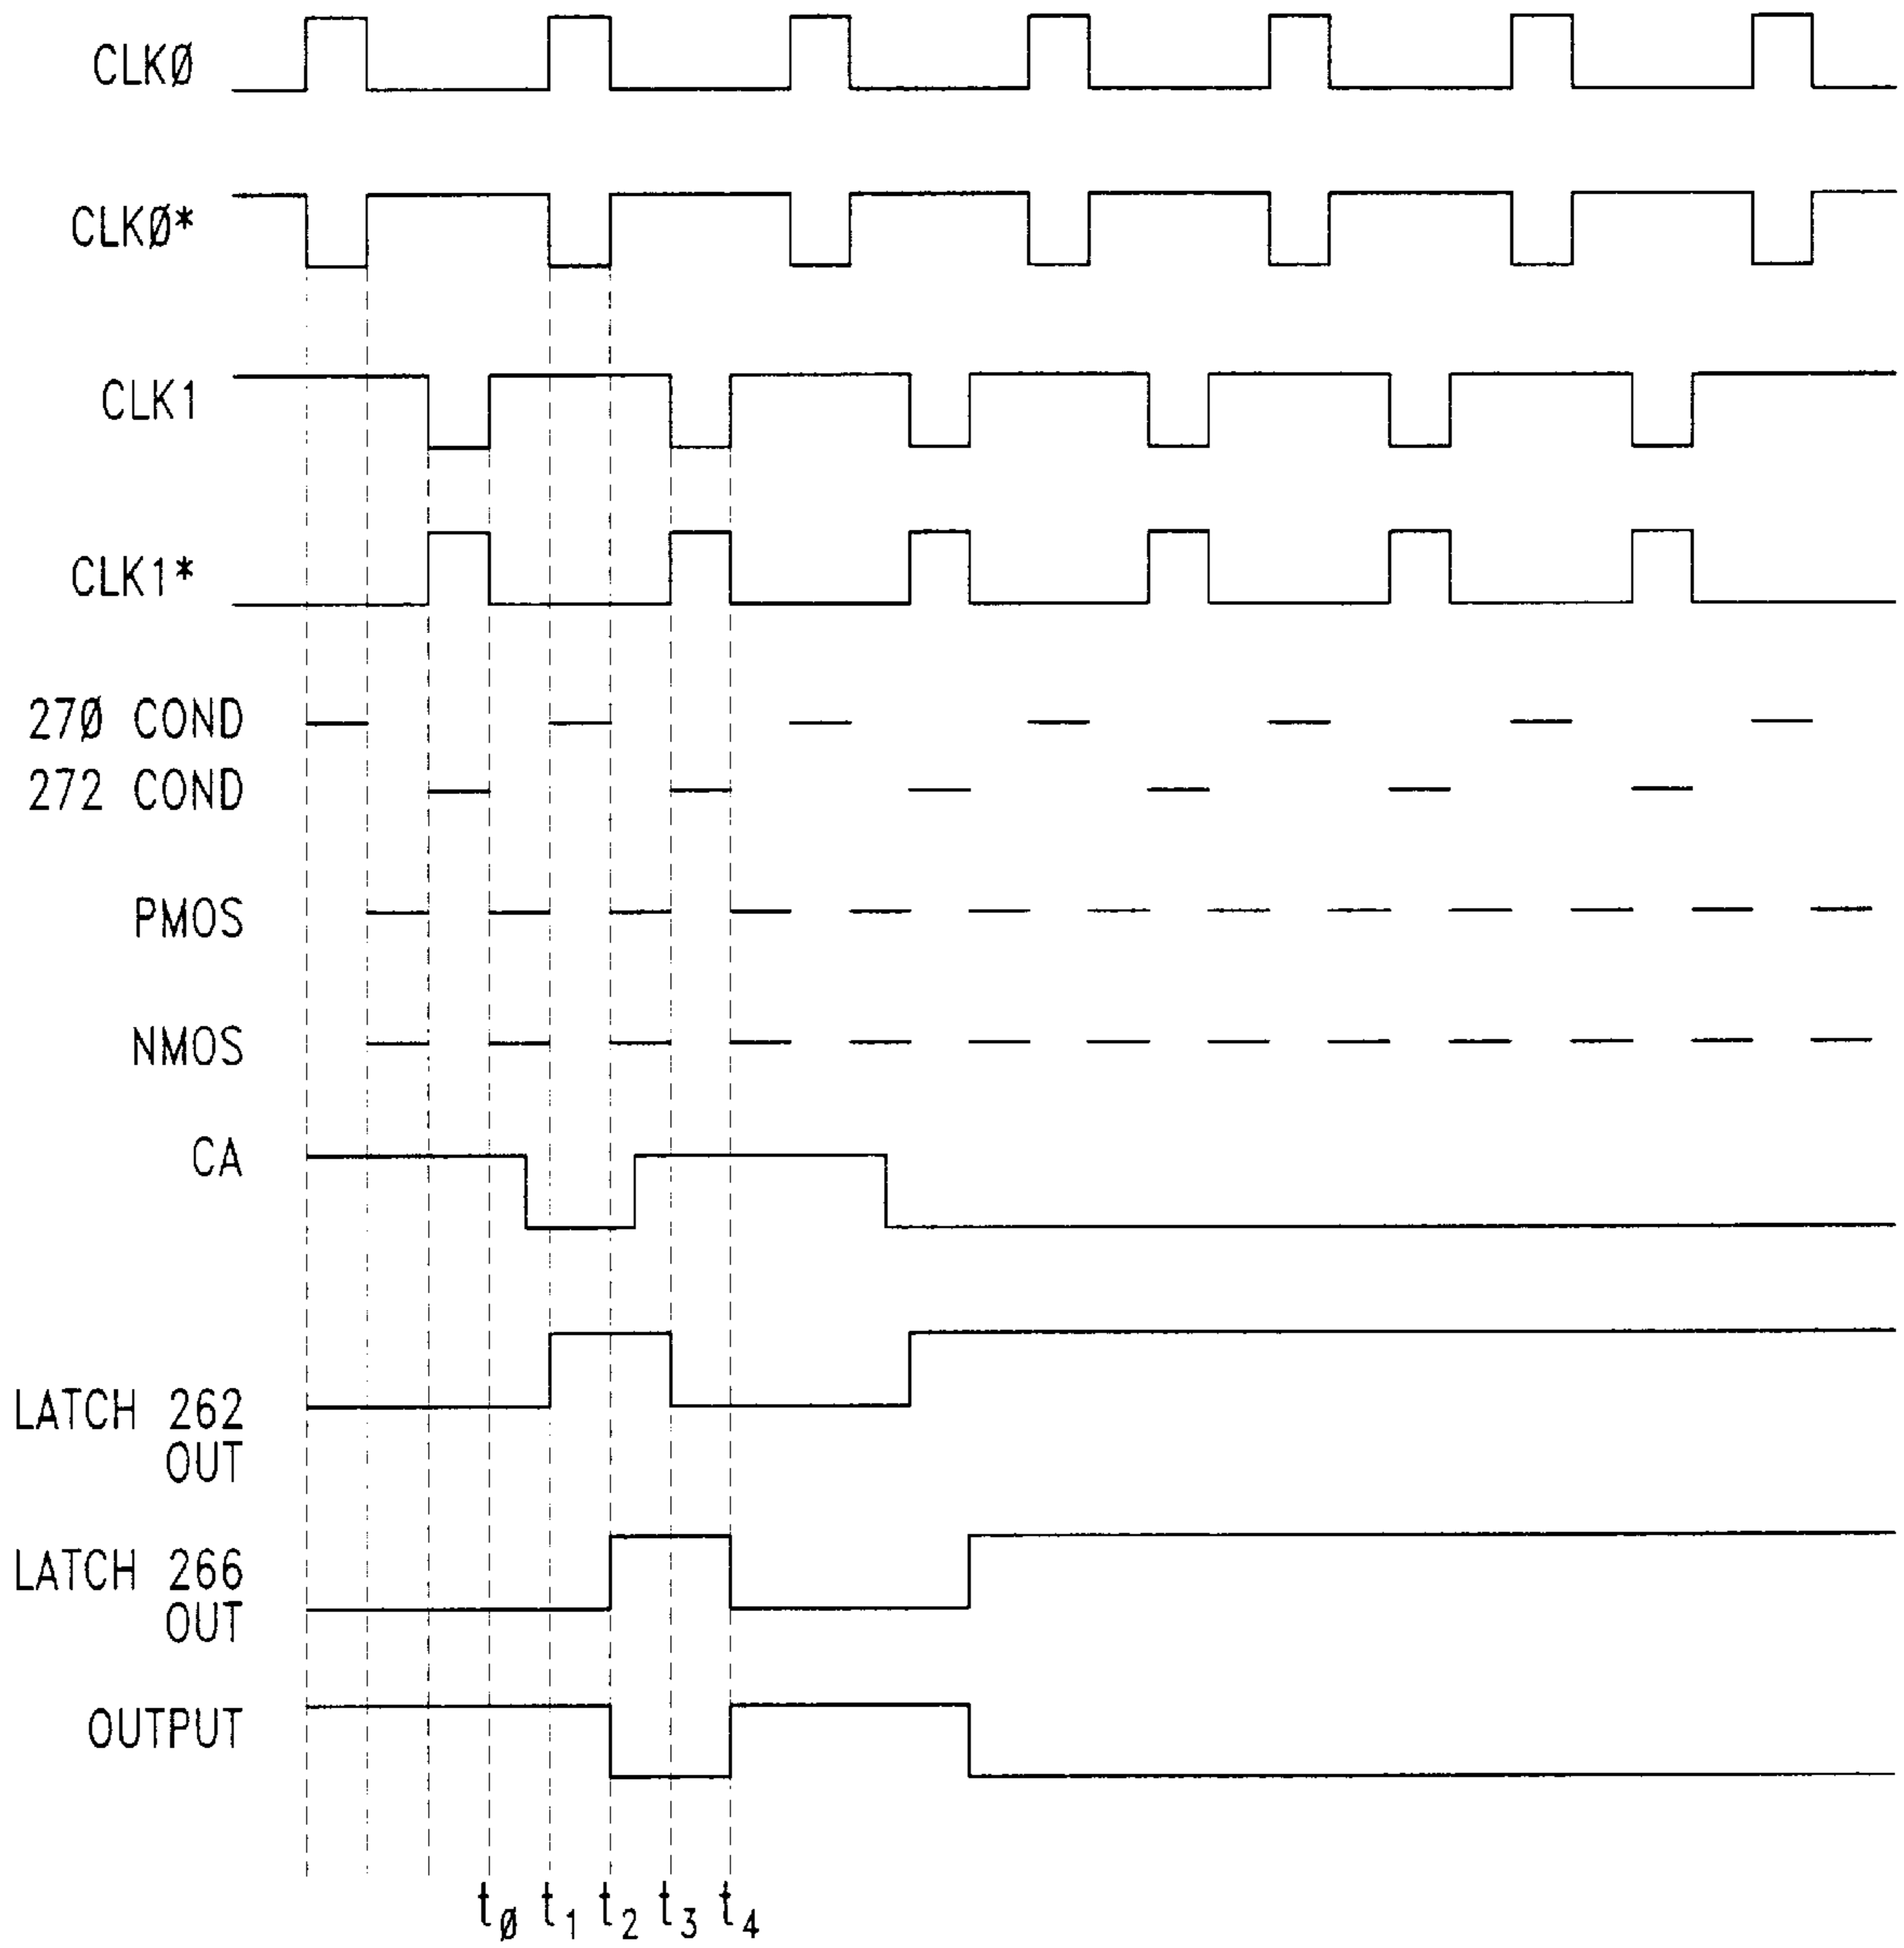 CLKØ
CLKØ*
CLK1
CLK1*
27Ø COND
272 COND
PMOS
NMOS
CA
LATCH 262
OUT
LATCH 266
OUT
OUTPUT
tø t1 t2 t3 t4